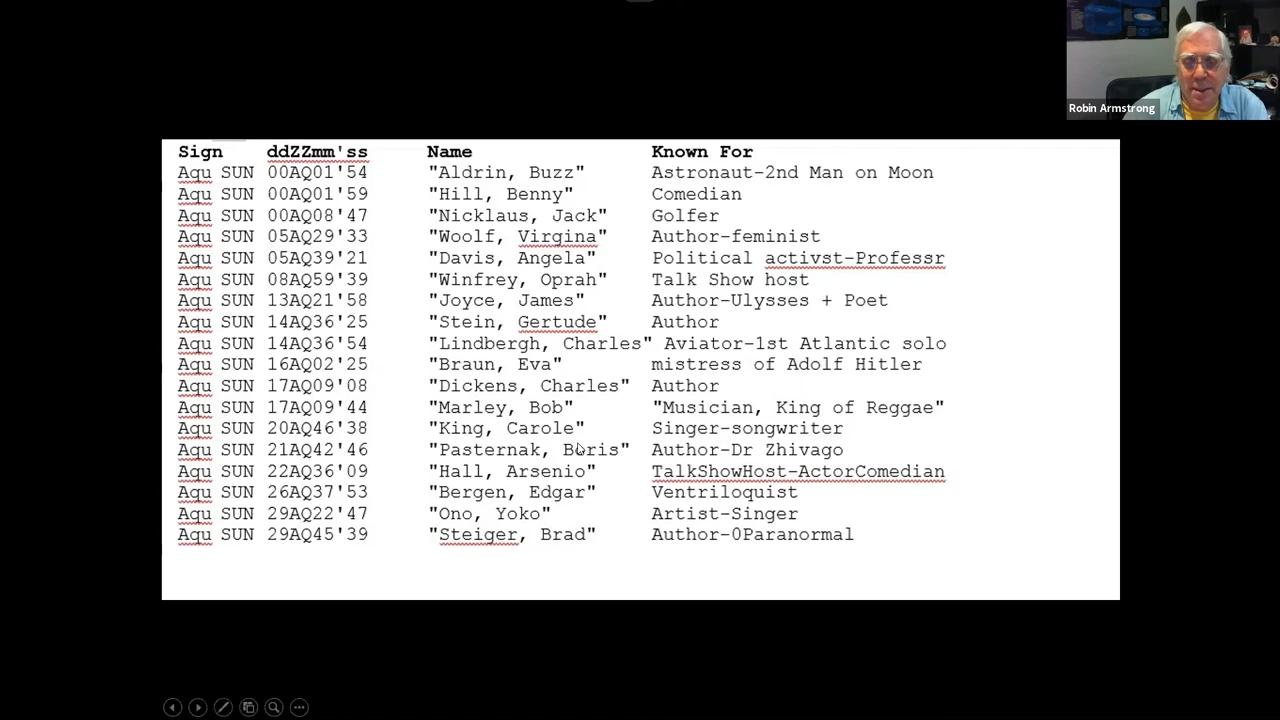 Robin Armstrong
Sign ddZZmm'ss Name Known For
Aqu SUN 00AQ01'54 "Aldrin, Buzz" Astronaut-2nd Man on Moon
Aqu SUN 00AQ01'59 "Hill, Benny" Comedian
Aqu SUN 00AQ08'47 "Nicklaus, Jack" Golfer
Aqu SUN 05AQ29'33 "Woolf, Virgina" Author-feminist
Aqu SUN 05AQ39'21 "Davis, Angela" Political activst-Professr
Aqu SUN 08AQ59'39 "Winfrey, Oprah" Talk Show host
Aqu SUN 13AQ21'58 "Joyce, James" Author-Ulysses + Poet
Aqu SUN 14AQ36'25 "Stein, Gertude" Author
Aqu SUN 14AQ36'54 "Lindbergh, Charles" Aviator-1st Atlantic solo
Aqu SUN 16AQ02'25 "Braun, Eva" mistress of Adolf Hitler
Aqu SUN 17AQ09'08 "Dickens, Charles" Author
Aqu SUN 17AQ09'44 "Marley, Bob" "Musician, King of Reggae"
Aqu SUN 20AQ46'38 "King, Carole" Singer-songwriter
Aqu SUN 21AQ42'46 "Pasternak, Boris" Author-Dr Zhivago
Aqu SUN 22AQ36'09 "Hall, Arsenio" TalkShowHost-ActorComedian
Aqu SUN 26AQ37'53 "Bergen, Edgar" Ventriloquist
Aqu SUN 29AQ22'47 "Ono, Yoko" Artist-Singer
Aqu SUN 29AQ45'39 "Steiger, Brad" Author-0Paranormal